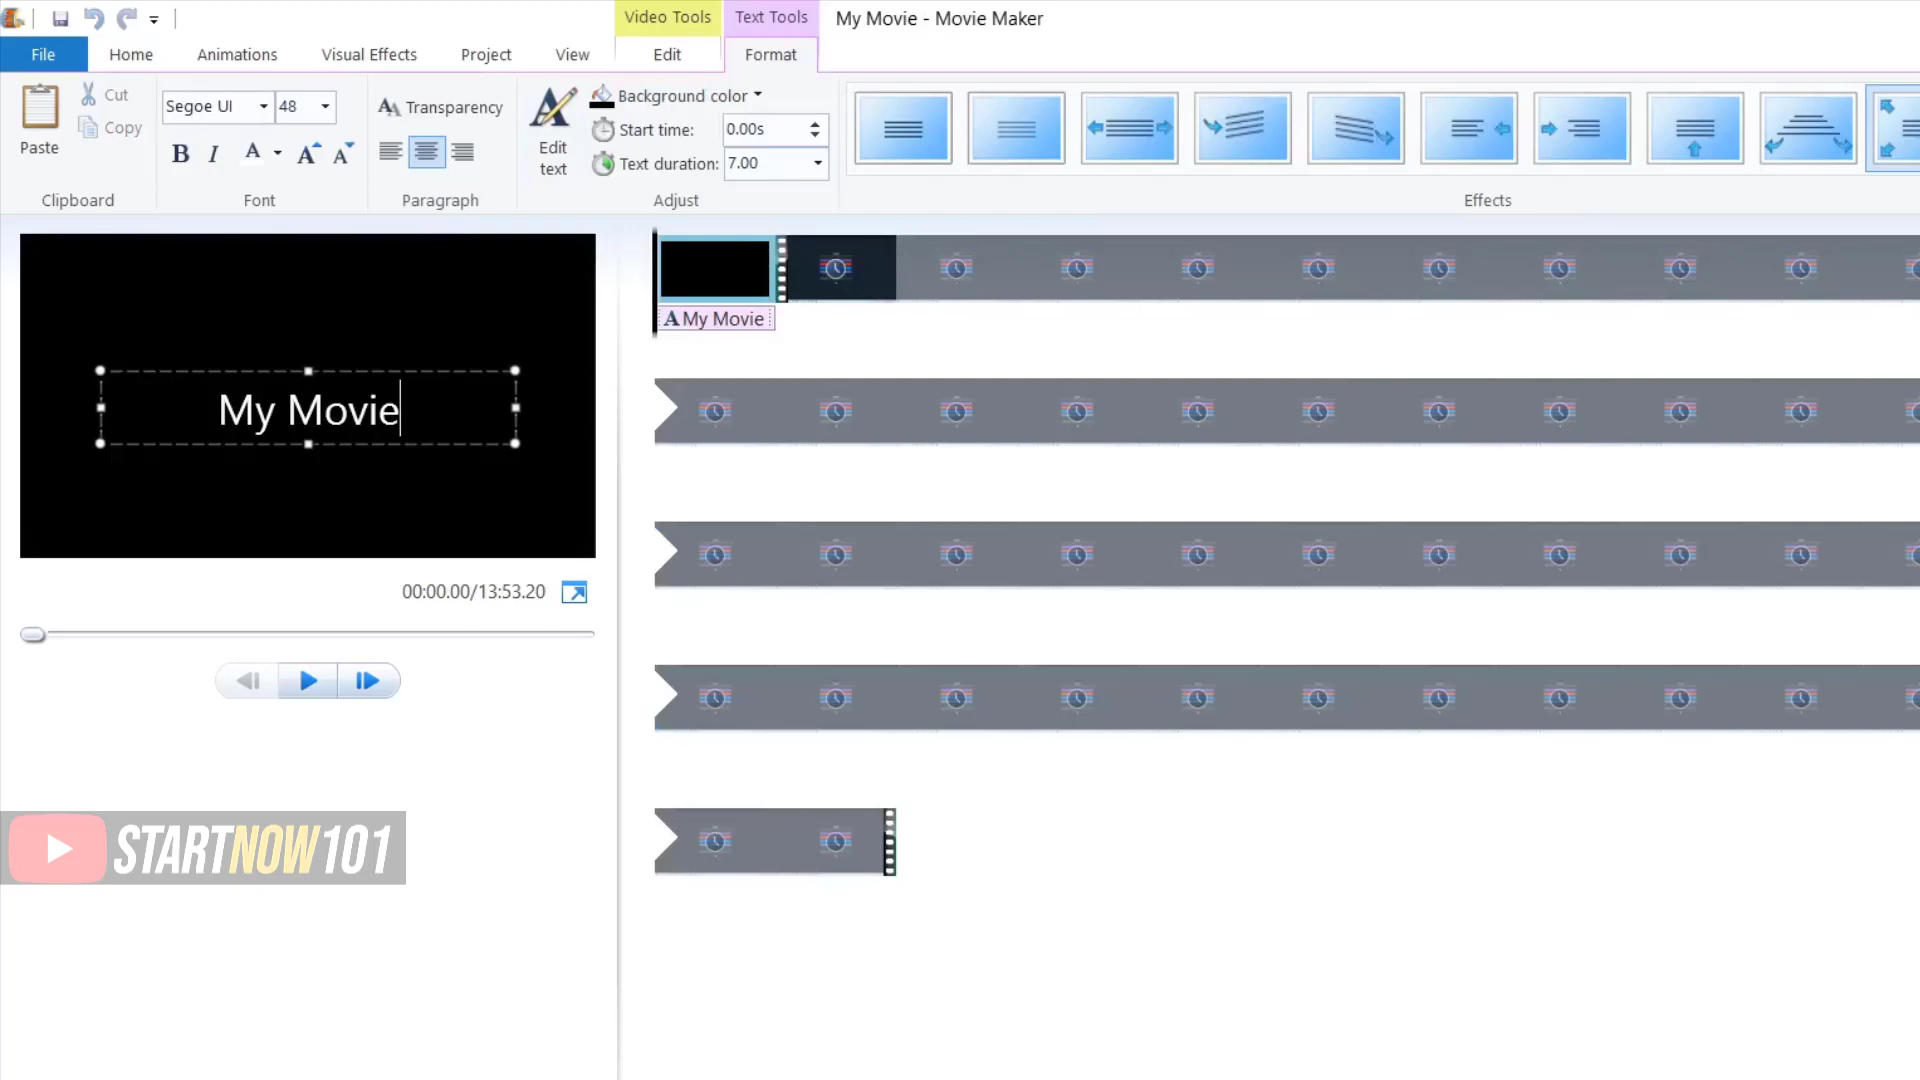 Video Tools Text Tools My Movie - Movie Maker
File Home Animations Visual Effects Project View Edit Format
Paste
Cut
Copy
Clipboard
Segoe UI 48
B I A A A
Font
AA Transparency
Paragraph
Edit
text
Background color
Start time: 0.00s
Text duration: 7.00
Adjust
Effects
My Movie
00:00.00/13:53.20
A My Movie
STARTNOW101